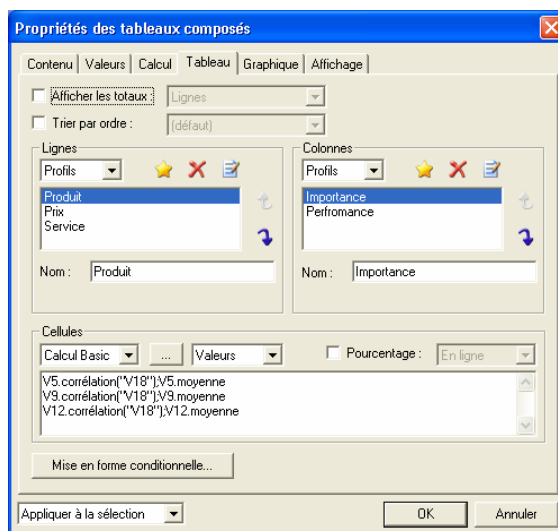 Propriétés des tableaux composés
Contenu Valeurs Calcul Tableau Graphique Affichage
Afficher les totaux : Lignes
Trier par ordre : (défaut)
Lignes Colonnes
Profils Profils
Produit Importance
Prix Perfromance
Service
Nom : Produit Nom : Importance
Cellules
Calcul Basic ... Valeurs Pourcentage : En ligne
V5.corrélation("V18");V5.moyenne
V9.corrélation("V18");V9.moyenne
V12.corrélation("V18");V12.moyenne
Mise en forme conditionnelle...
Appliquer à la sélection OK Annuler